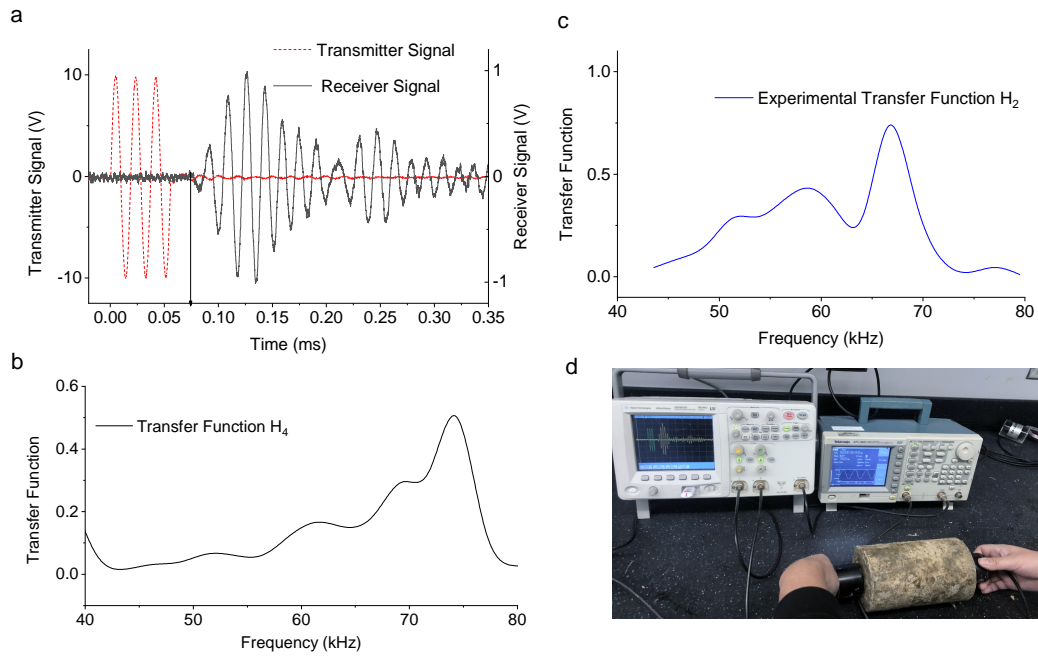 a
Transmitter Signal
Receiver Signal
Transmitter Signal (V)
10
0
-10
Receiver Signal (V)
1
0
-1
0.00 0.05 0.10 0.15 0.20 0.25 0.30 0.35
Time (ms)
b
Transfer Function H4
Transfer Function
0.6
0.4
0.2
0.0
40 50 60 70 80
Frequency (kHz)
c
Experimental Transfer Function H2
Transfer Function
1.0
0.5
0.0
40 50 60 70 80
Frequency (kHz)
d
Tektronix